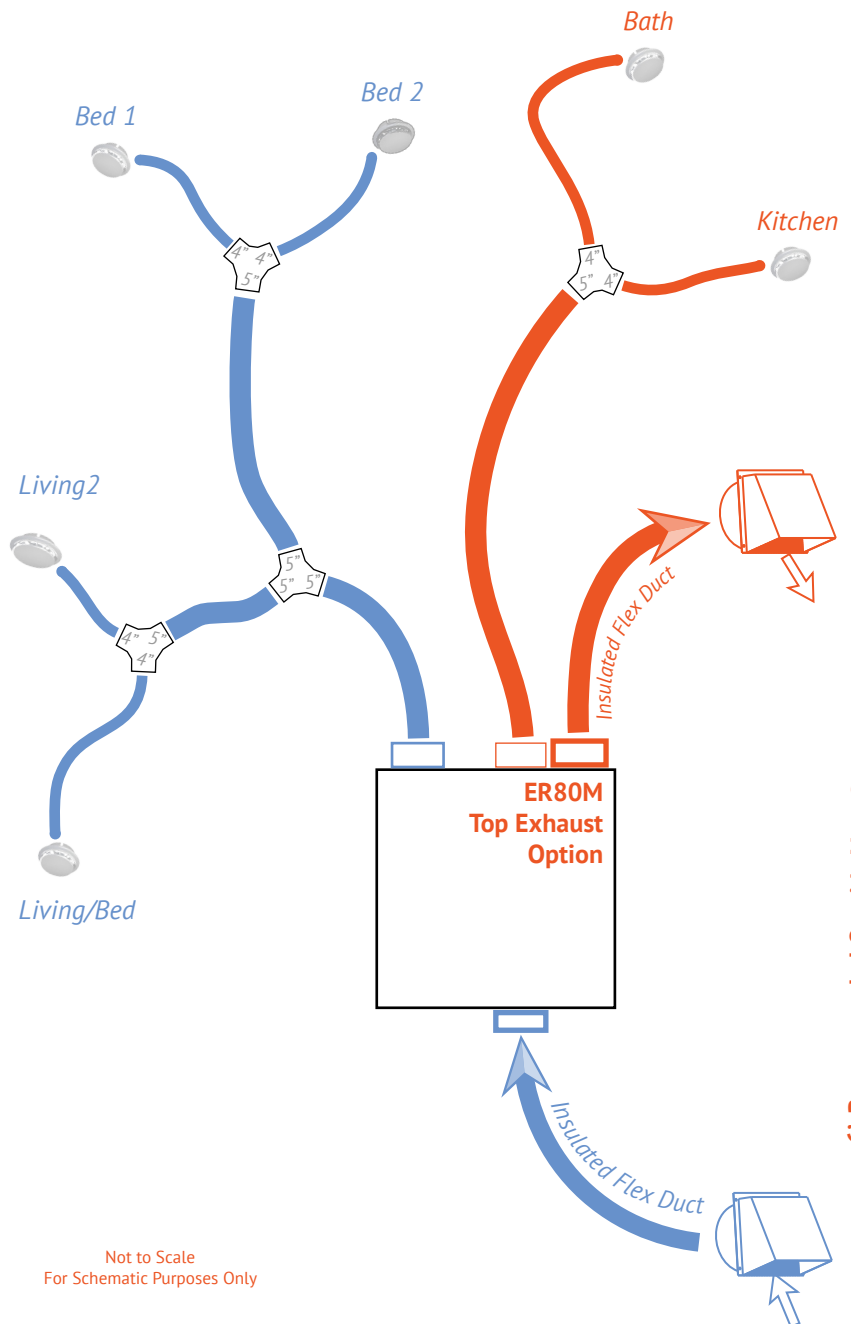 Bath
Bed 1
Bed 2
Kitchen
4” 4”
5”
4”
5” 4”
Living2
5”
5” 5”
4” 5”
4”
Insulated Flex Duct
ER80M
Top Exhaust
Option
Living/Bed
Insulated Flex Duct
Not to Scale
For Schematic Purposes Only